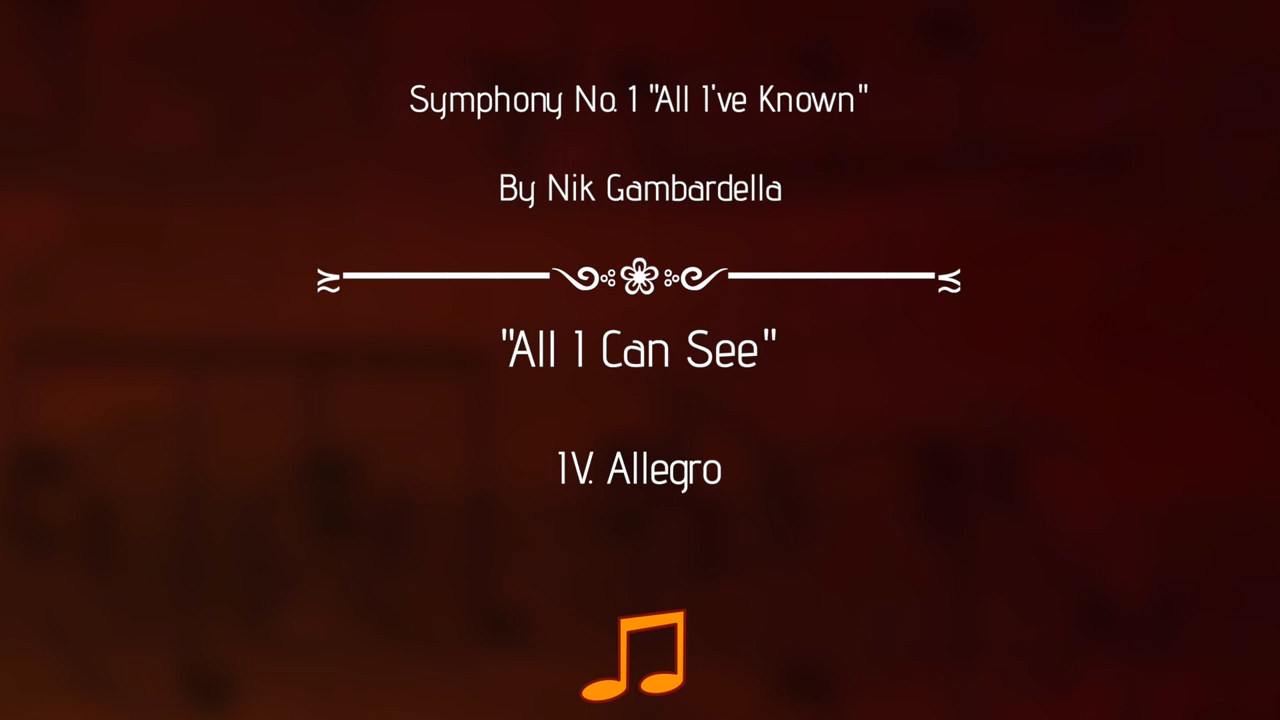 Symphony No. 1 "All I've Known"
By Nik Gambardella
"All I Can See"
IV. Allegro